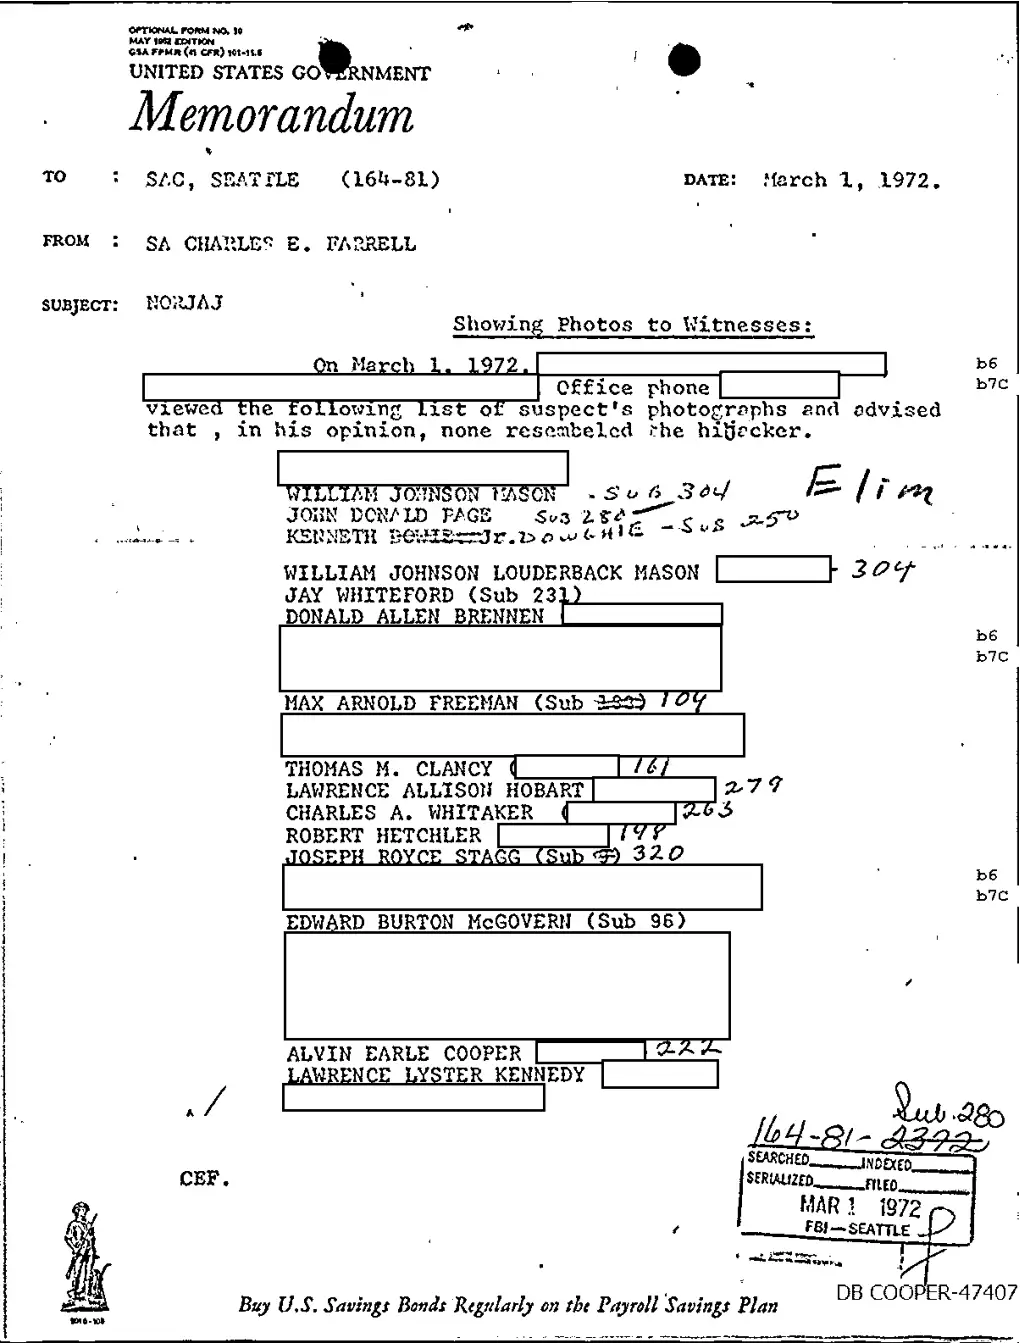 OPTIONAL FORM NO. 10
MAY 1962 EDITION
GSA FPMR (41 CFR) 101-11.6
UNITED STATES GOVERNMENT
Memorandum
TO : SAC, SEATTLE (164-81) DATE: March 1, 1972.
FROM : SA CHARLES E. FARRELL
SUBJECT: NORJAJ
Showing Photos to Witnesses:
On March 1, 1972, b6
Office phone b7C
viewed the following list of suspect's photographs and advised
that , in his opinion, none resembeled the hijacker.
Elim
WILLIAM JOHNSON MASON - Sub 304
JOHN DONALD PAGE Sub 280
KENNETH BOWIE Jr. DOWGHIE - Sub 250
WILLIAM JOHNSON LOUDERBACK MASON - 304
JAY WHITEFORD (Sub 231)
DONALD ALLEN BRENNEN (
b6
b7C
MAX ARNOLD FREEMAN (Sub 183) 104
THOMAS M. CLANCY ( 161
LAWRENCE ALLISON HOBART 279
CHARLES A. WHITAKER ( 263
ROBERT HETCHLER 198
JOSEPH ROYCE STAGG (Sub ) 320
b6
b7C
EDWARD BURTON McGOVERN (Sub 96)
ALVIN EARLE COOPER 222
LAWRENCE LYSTER KENNEDY
Sub. 280
164-81-2372
SEARCHED INDEXED
SERIALIZED FILED
CEF.
MAR 1 1972
FBI—SEATTLE
DB COOPER-47407
Buy U.S. Savings Bonds Regularly on the Payroll Savings Plan
5010-108